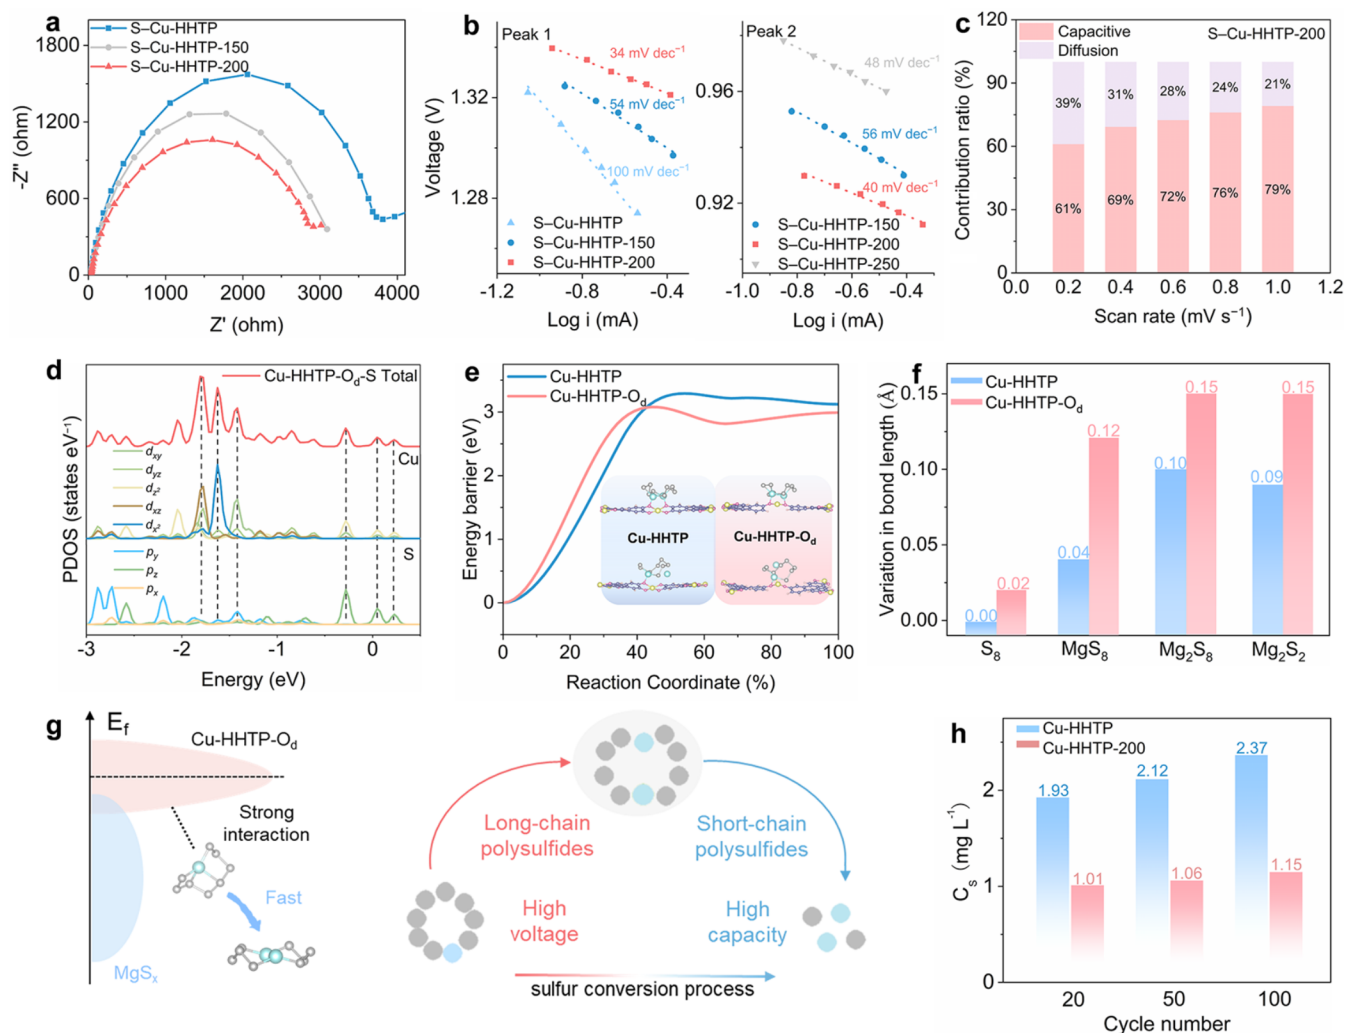 a
S–Cu-HHTP
S–Cu-HHTP-150
S–Cu-HHTP-200
1800
1200
600
0
-Z" (ohm)
0 1000 2000 3000 4000
Z' (ohm)
b
Peak 1
34 mV dec⁻¹
54 mV dec⁻¹
100 mV dec⁻¹
S–Cu-HHTP
S–Cu-HHTP-150
S–Cu-HHTP-200
1.32
1.28
Voltage (V)
-1.2 -0.8 -0.4
Log i (mA)
Peak 2
48 mV dec⁻¹
56 mV dec⁻¹
40 mV dec⁻¹
S–Cu-HHTP-150
S–Cu-HHTP-200
S–Cu-HHTP-250
0.96
0.92
-1.0 -0.8 -0.6 -0.4
Log i (mA)
c
Capacitive
Diffusion
S–Cu-HHTP-200
120
90
60
30
0
Contribution ratio (%)
39% 31% 28% 24% 21%
61% 69% 72% 76% 79%
0.0 0.2 0.4 0.6 0.8 1.0 1.2
Scan rate (mV s⁻¹)
d
Cu-HHTP-Od-S Total
Cu
dxy
dyz
dz²
dxz
dx²
S
py
pz
px
PDOS (states eV⁻¹)
-3 -2 -1 0
Energy (eV)
e
Cu-HHTP
Cu-HHTP-Od
3
2
1
0
Energy barrier (eV)
Cu-HHTP
Cu-HHTP-Od
0 20 40 60 80 100
Reaction Coordinate (%)
f
Cu-HHTP
Cu-HHTP-Od
0.15
0.10
0.05
0.00
Variation in bond length (Å)
0.00 0.02 0.04 0.12 0.10 0.15 0.09 0.15
S₈ MgS₈ Mg₂S₈ Mg₂S₂
g
Ef
Cu-HHTP-Od
Strong
interaction
Fast
MgSx
Long-chain
polysulfides
High
voltage
Short-chain
polysulfides
High
capacity
sulfur conversion process
h
Cu-HHTP
Cu-HHTP-200
2
1
0
Cs (mg L⁻¹)
1.93 1.01 2.12 1.06 2.37 1.15
20 50 100
Cycle number